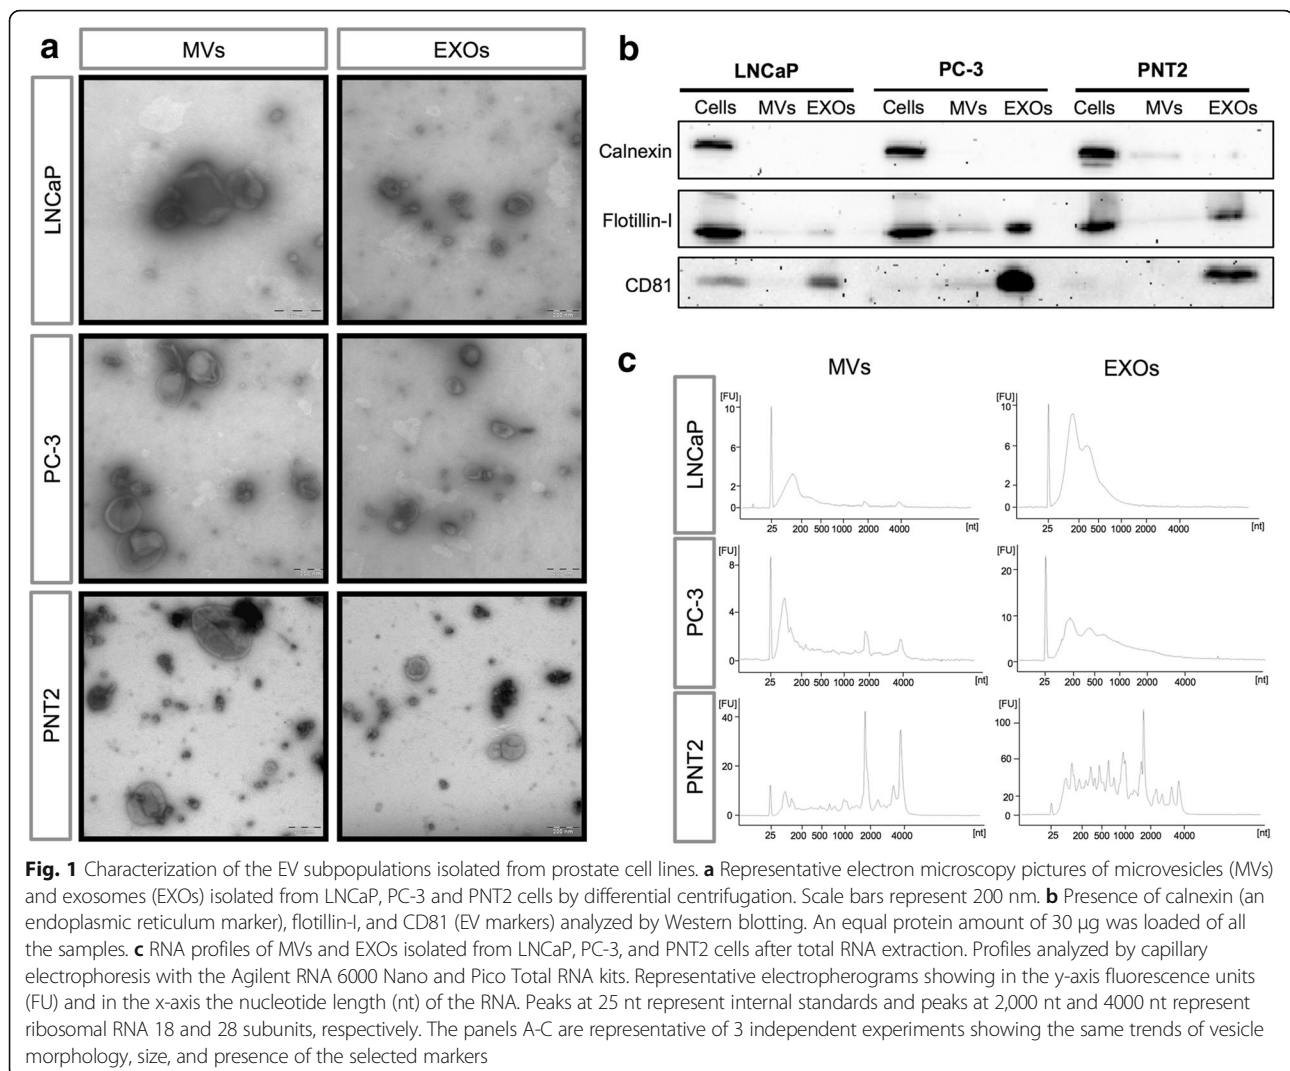 a
MVs
EXOs
LNCaP
PC-3
PNT2
200 nm
200 nm
200 nm
b
LNCaP PC-3 PNT2
Cells MVs EXOs Cells MVs EXOs Cells MVs EXOs
Calnexin
Flotillin-I
CD81
c
MVs
EXOs
LNCaP
[FU]
10
6
2
0
25 200 500 1000 2000 4000 [nt]
[FU]
10
6
2
0
25 200 500 1000 2000 4000 [nt]
PC-3
[FU]
8
4
0
25 200 500 1000 2000 4000 [nt]
[FU]
20
10
0
25 200 500 1000 2000 4000 [nt]
PNT2
[FU]
40
20
0
25 200 500 1000 2000 4000 [nt]
[FU]
100
60
20
0
25 200 500 1000 2000 4000 [nt]
Fig. 1 Characterization of the EV subpopulations isolated from prostate cell lines. a Representative electron microscopy pictures of microvesicles (MVs)
and exosomes (EXOs) isolated from LNCaP, PC-3 and PNT2 cells by differential centrifugation. Scale bars represent 200 nm. b Presence of calnexin (an
endoplasmic reticulum marker), flotillin-I, and CD81 (EV markers) analyzed by Western blotting. An equal protein amount of 30 μg was loaded of all
the samples. c RNA profiles of MVs and EXOs isolated from LNCaP, PC-3, and PNT2 cells after total RNA extraction. Profiles analyzed by capillary
electrophoresis with the Agilent RNA 6000 Nano and Pico Total RNA kits. Representative electropherograms showing in the y-axis fluorescence units
(FU) and in the x-axis the nucleotide length (nt) of the RNA. Peaks at 25 nt represent internal standards and peaks at 2,000 nt and 4000 nt represent
ribosomal RNA 18 and 28 subunits, respectively. The panels A-C are representative of 3 independent experiments showing the same trends of vesicle
morphology, size, and presence of the selected markers